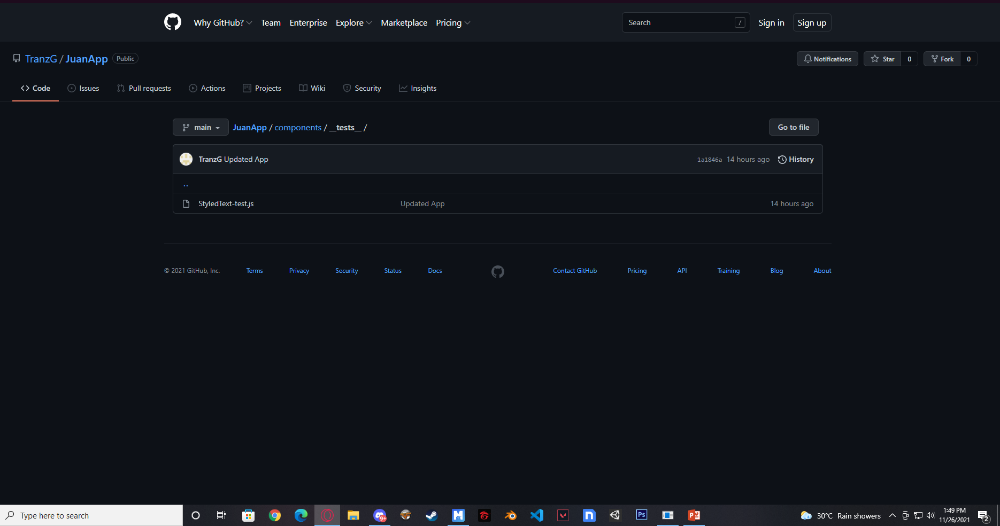 Why GitHub? Team Enterprise Explore Marketplace Pricing Search / Sign in Sign up
TranzG / JuanApp Public Notifications Star 0 Fork 0
Code Issues Pull requests Actions Projects Wiki Security Insights
main JuanApp / components / __tests__ / Go to file
TranzG Updated App 1a1846a 14 hours ago History
..
StyledText-test.js Updated App 14 hours ago
© 2021 GitHub, Inc. Terms Privacy Security Status Docs Contact GitHub Pricing API Training Blog About
Type here to search 9+ Ps P 30°C Rain showers 1:49 PM
11/26/2021 2